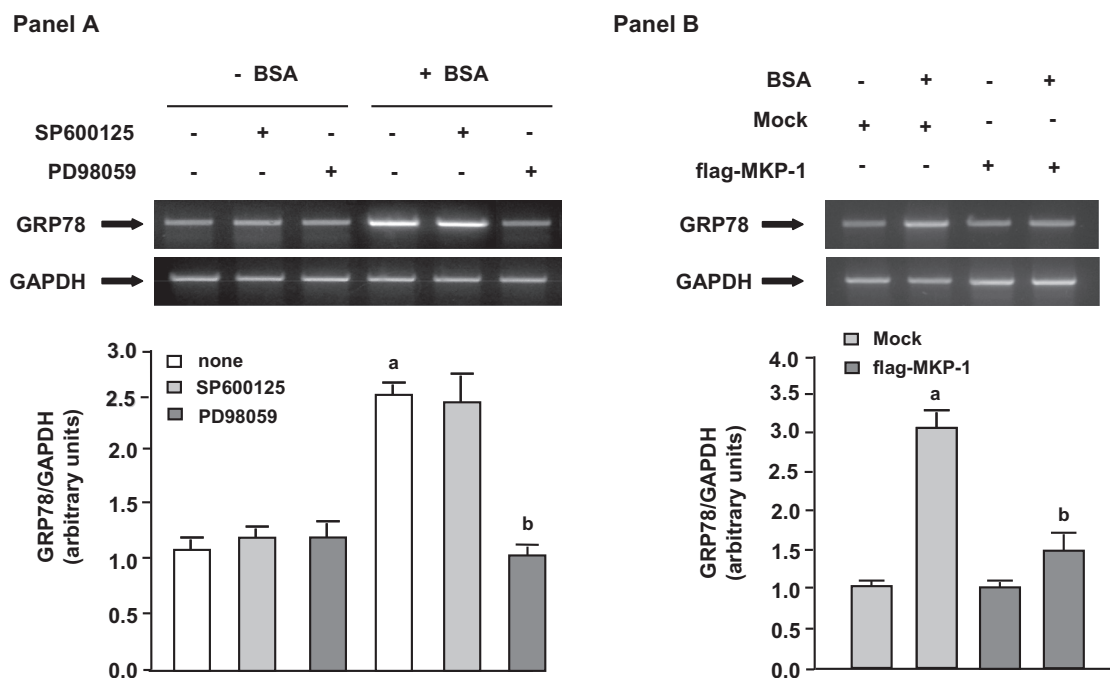 Panel A
- BSA + BSA
SP600125 - + - - + -
PD98059 - - + - - +
GRP78
GAPDH
3.0
2.5
2.0
1.5
1.0
0.5
0.0
GRP78/GAPDH
(arbitrary units)
none
SP600125
PD98059
a
b
Panel B
BSA - + - +
Mock + + - -
flag-MKP-1 - - + +
GRP78
GAPDH
Mock
flag-MKP-1
4.0
3.5
3.0
2.5
2.0
1.5
1.0
0.5
0.0
GRP78/GAPDH
(arbitrary units)
a
b